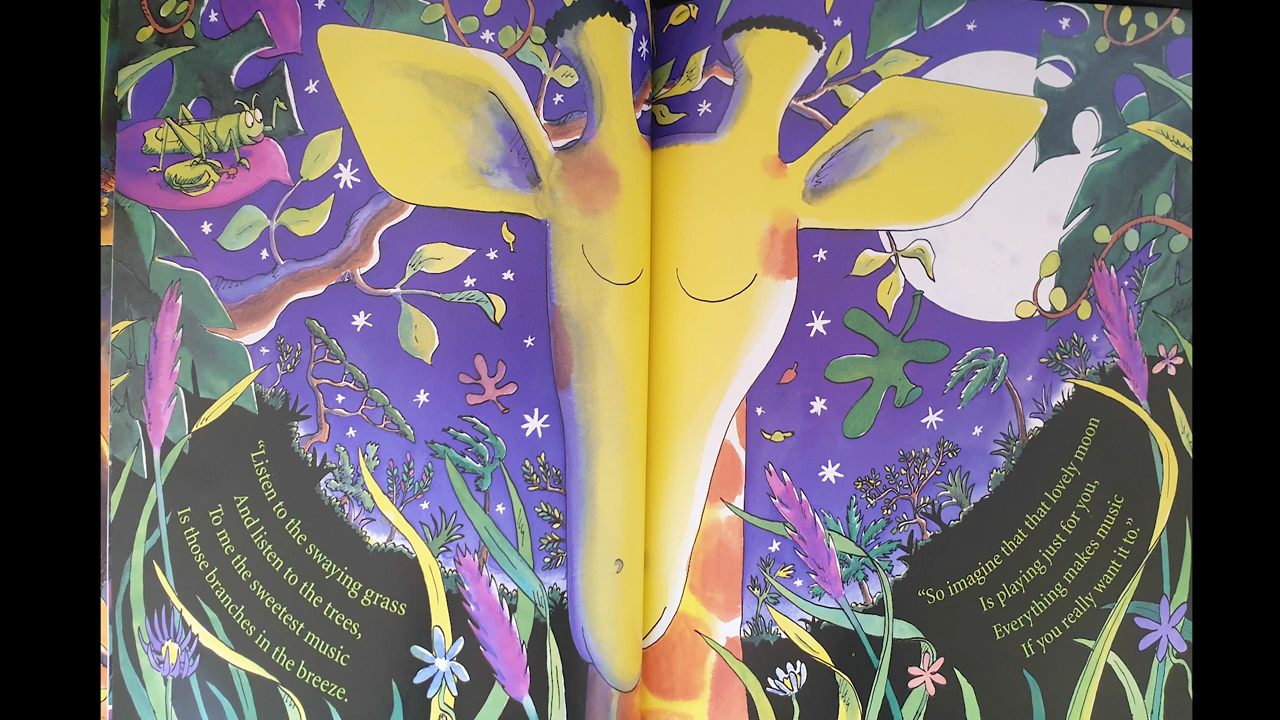 “Listen to the swaying grass
And listen to the trees,
To me the sweetest music
Is those branches in the breeze.
“So imagine that that lovely moon
Is playing just for you,
Everything makes music
If you really want it to.”